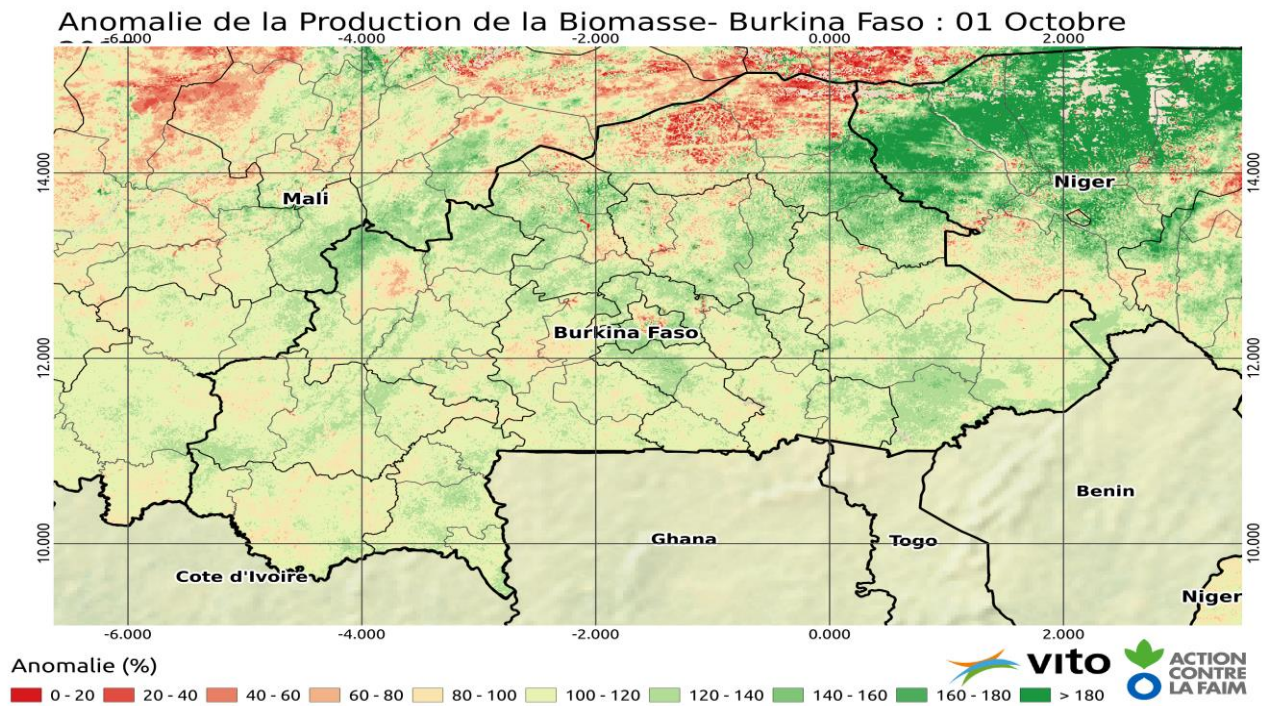 Anomalie de la Production de la Biomasse- Burkina Faso : 01 Octobre
-6.000 -4.000 -2.000 0.000 2.000
14.000 14.000
Mali Niger
Burkina Faso
12.000 12.000
Benin
10.000 Ghana Togo 10.000
Cote d'Ivoire
Niger
-6.000 -4.000 -2.000 0.000 2.000
Anomalie (%)
vito ACTION
CONTRE
LA FAIM
0 - 20 20 - 40 40 - 60 60 - 80 80 - 100 100 - 120 120 - 140 140 - 160 160 - 180 > 180